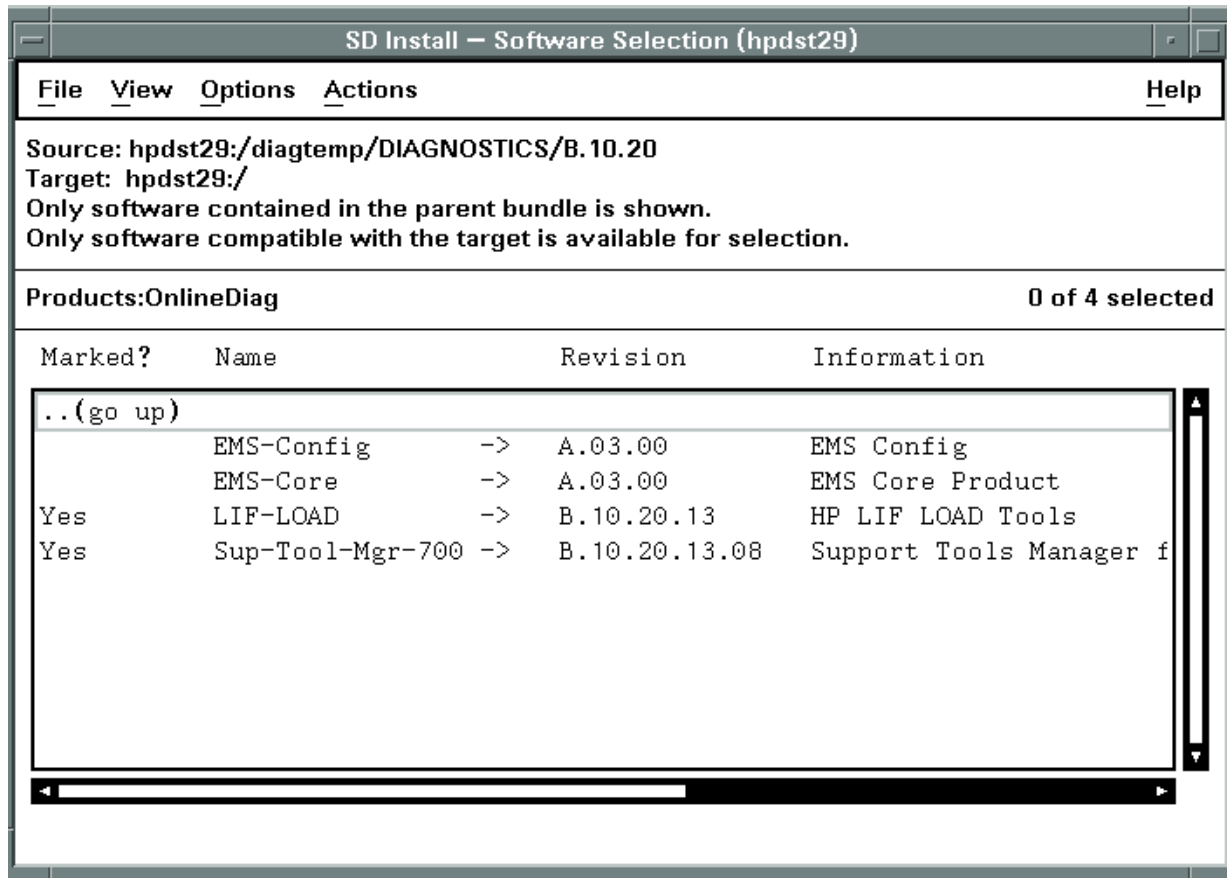 SD Install – Software Selection (hpdst29)
File View Options Actions Help
Source: hpdst29:/diagtemp/DIAGNOSTICS/B.10.20
Target: hpdst29:/
Only software contained in the parent bundle is shown.
Only software compatible with the target is available for selection.
Products:OnlineDiag 0 of 4 selected
Marked? Name Revision Information
..(go up)
EMS-Config -> A.03.00 EMS Config
EMS-Core -> A.03.00 EMS Core Product
Yes LIF-LOAD -> B.10.20.13 HP LIF LOAD Tools
Yes Sup-Tool-Mgr-700 -> B.10.20.13.08 Support Tools Manager f